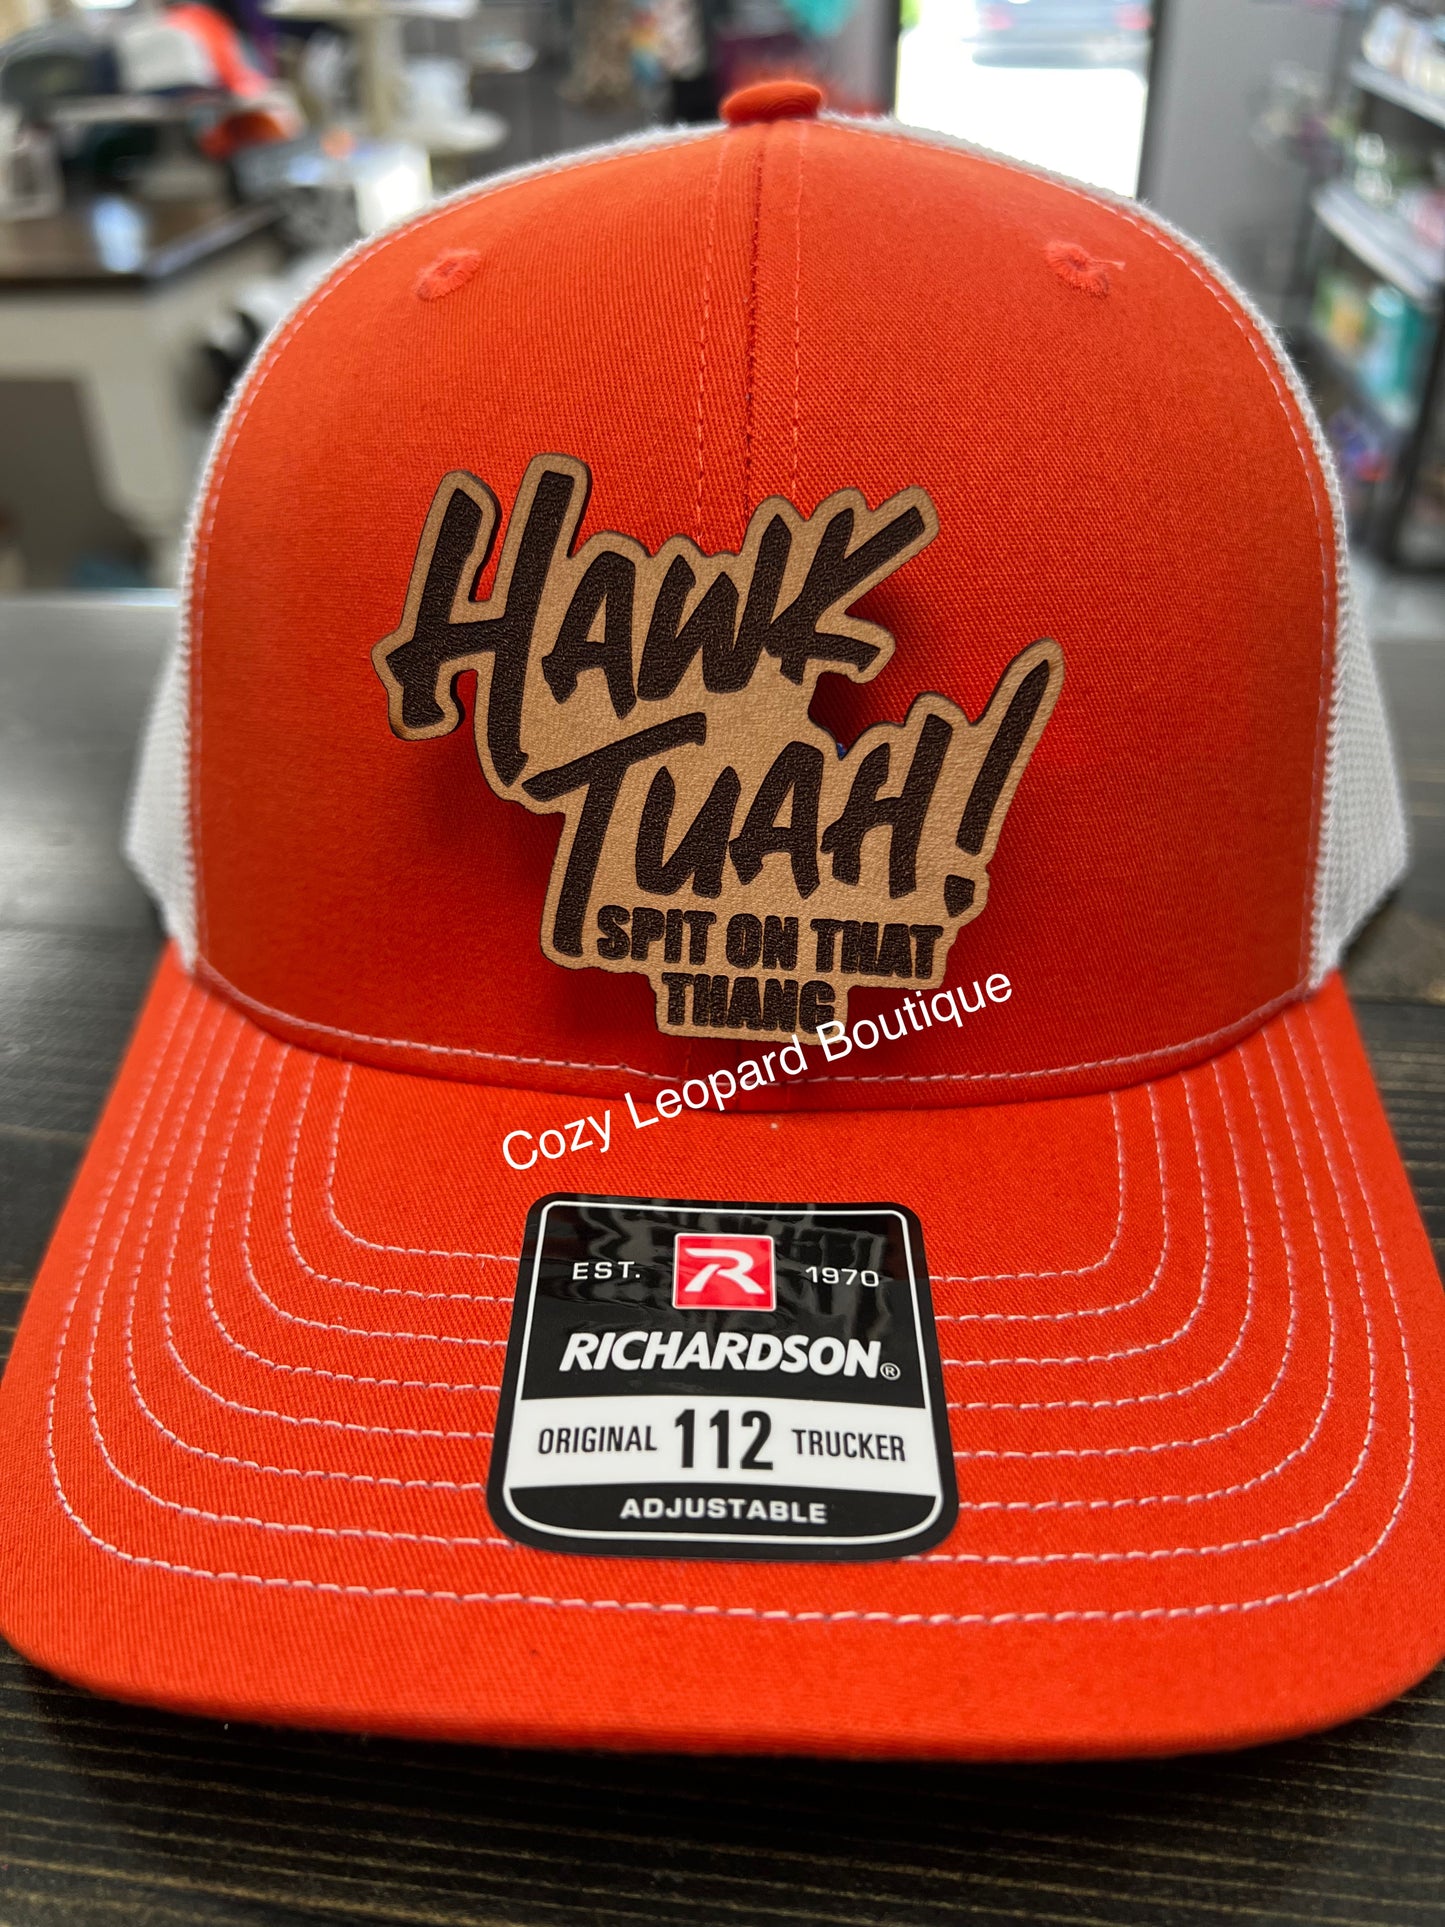 HAWK
TUAH!
SPIT ON THAT
THANG
Cozy Leopard Boutique
EST. R 1970
RICHARDSON®
ORIGINAL 112 TRUCKER
ADJUSTABLE